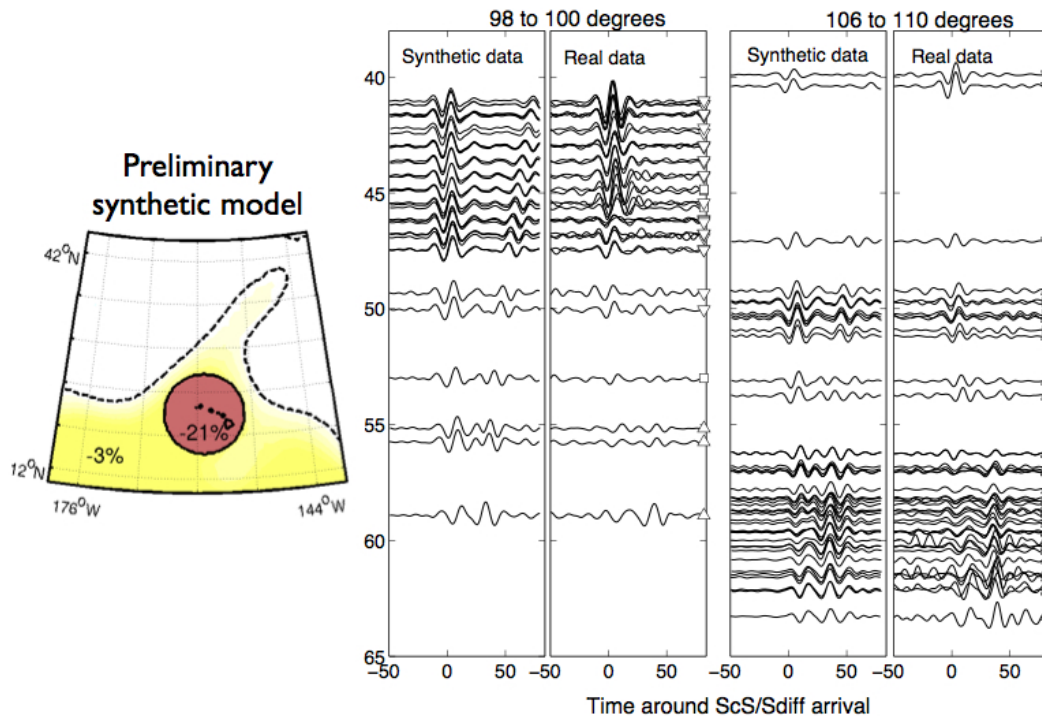 98 to 100 degrees
106 to 110 degrees
Synthetic data
Real data
Synthetic data
Real data
Preliminary
synthetic model
42°N
12°N
176°W
144°W
-3%
-21%
40
45
50
55
60
65
−50
0
50
−50
0
50
−50
0
50
−50
0
50
Time around ScS/Sdiff arrival